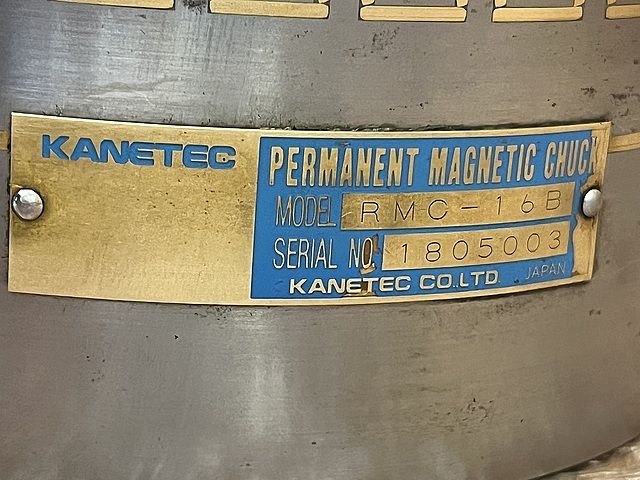 KANETEC
PERMANENT MAGNETIC CHUCK
MODEL RMC-16B
SERIAL NO. 1805003
KANETEC CO.,LTD. JAPAN